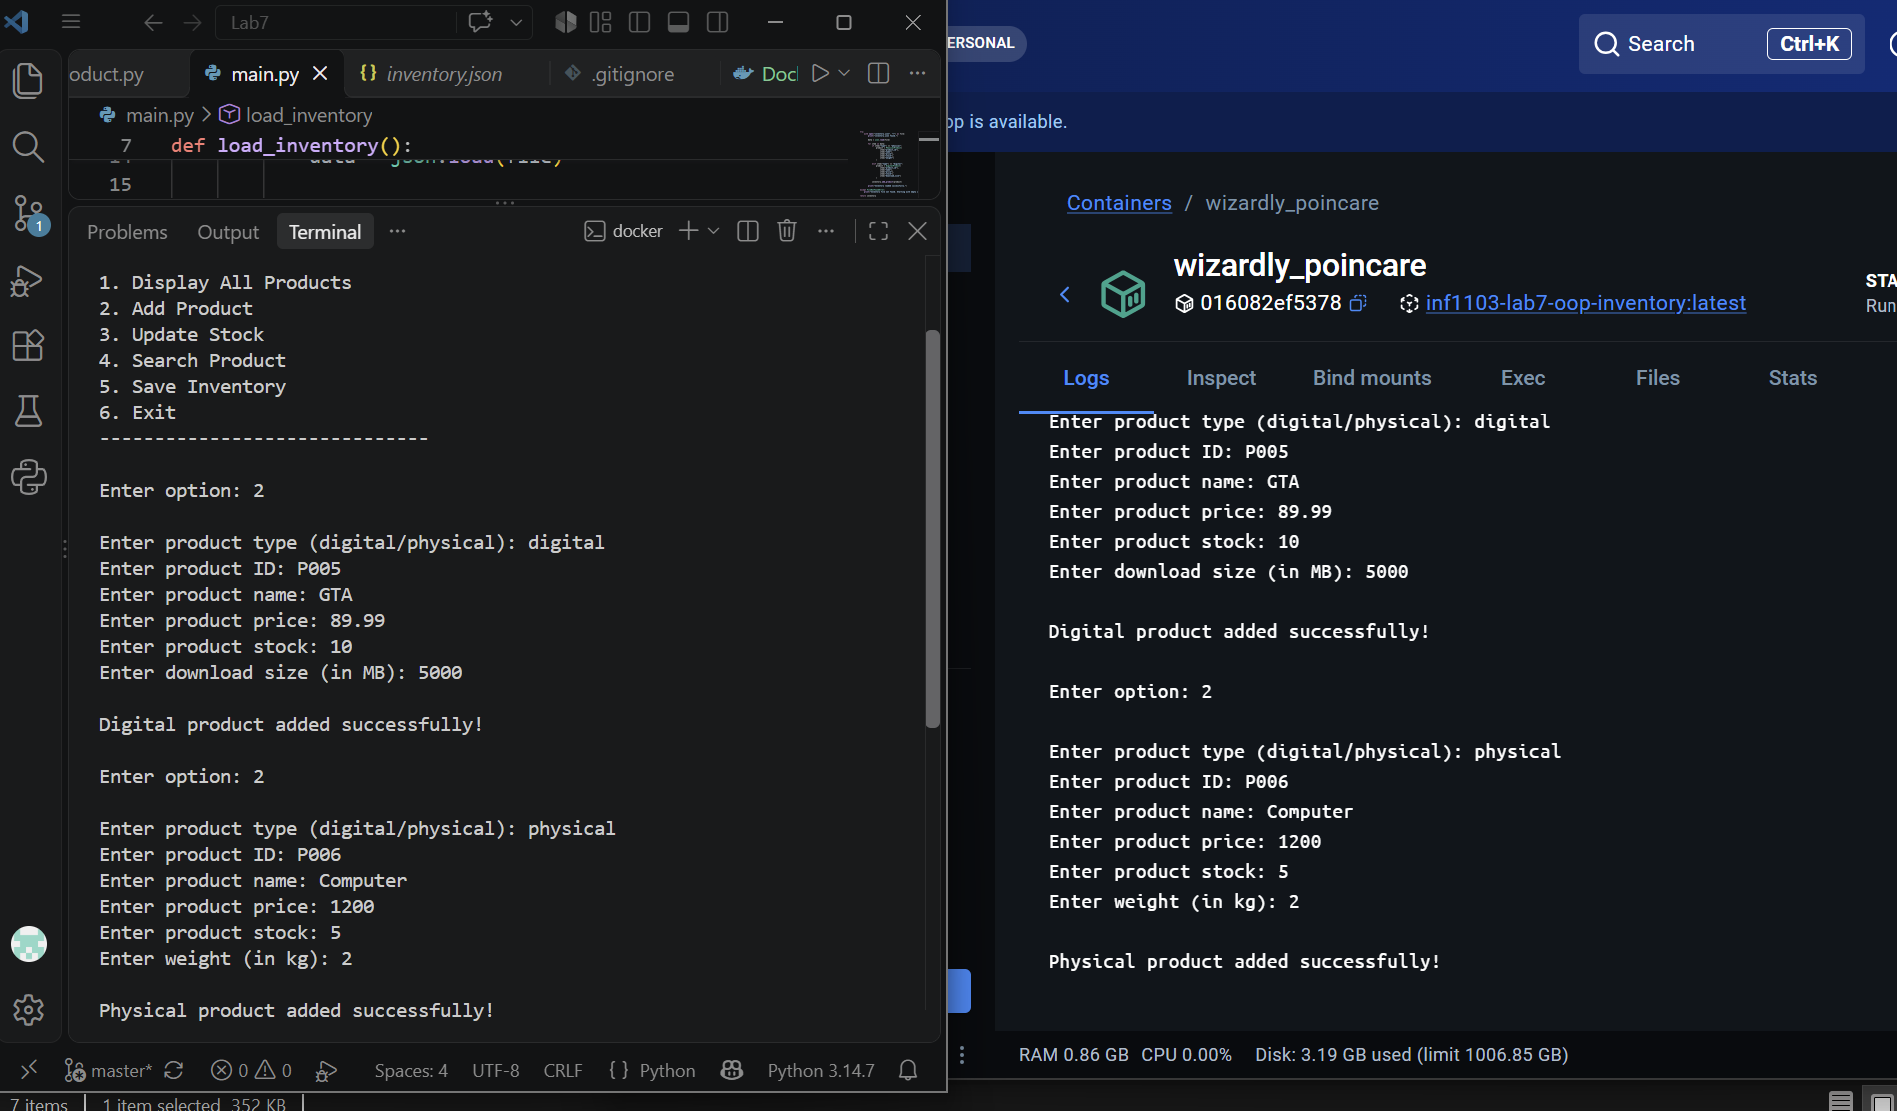 Lab7
oduct.py
main.py
{} inventory.json
.gitignore
main.py > load_inventory
7 def load_inventory():
15
Problems
Output
Terminal
docker
1
1. Display All Products
2. Add Product
3. Update Stock
4. Search Product
5. Save Inventory
6. Exit
------------------------------
Enter option: 2
Enter product type (digital/physical): digital
Enter product ID: P005
Enter product name: GTA
Enter product price: 89.99
Enter product stock: 10
Enter download size (in MB): 5000
Digital product added successfully!
Enter option: 2
Enter product type (digital/physical): physical
Enter product ID: P006
Enter product name: Computer
Enter product price: 1200
Enter product stock: 5
Enter weight (in kg): 2
Physical product added successfully!
master* 0 0 Spaces: 4 UTF-8 CRLF {} Python Python 3.14.7
7 items 1 item selected 352 KB
ERSONAL
Search Ctrl+K
op is available.
Containers / wizardly_poincare
wizardly_poincare
016082ef5378 inf1103-lab7-oop-inventory:latest
STA
Run
Logs Inspect Bind mounts Exec Files Stats
Enter product type (digital/physical): digital
Enter product ID: P005
Enter product name: GTA
Enter product price: 89.99
Enter product stock: 10
Enter download size (in MB): 5000
Digital product added successfully!
Enter option: 2
Enter product type (digital/physical): physical
Enter product ID: P006
Enter product name: Computer
Enter product price: 1200
Enter product stock: 5
Enter weight (in kg): 2
Physical product added successfully!
RAM 0.86 GB CPU 0.00% Disk: 3.19 GB used (limit 1006.85 GB)